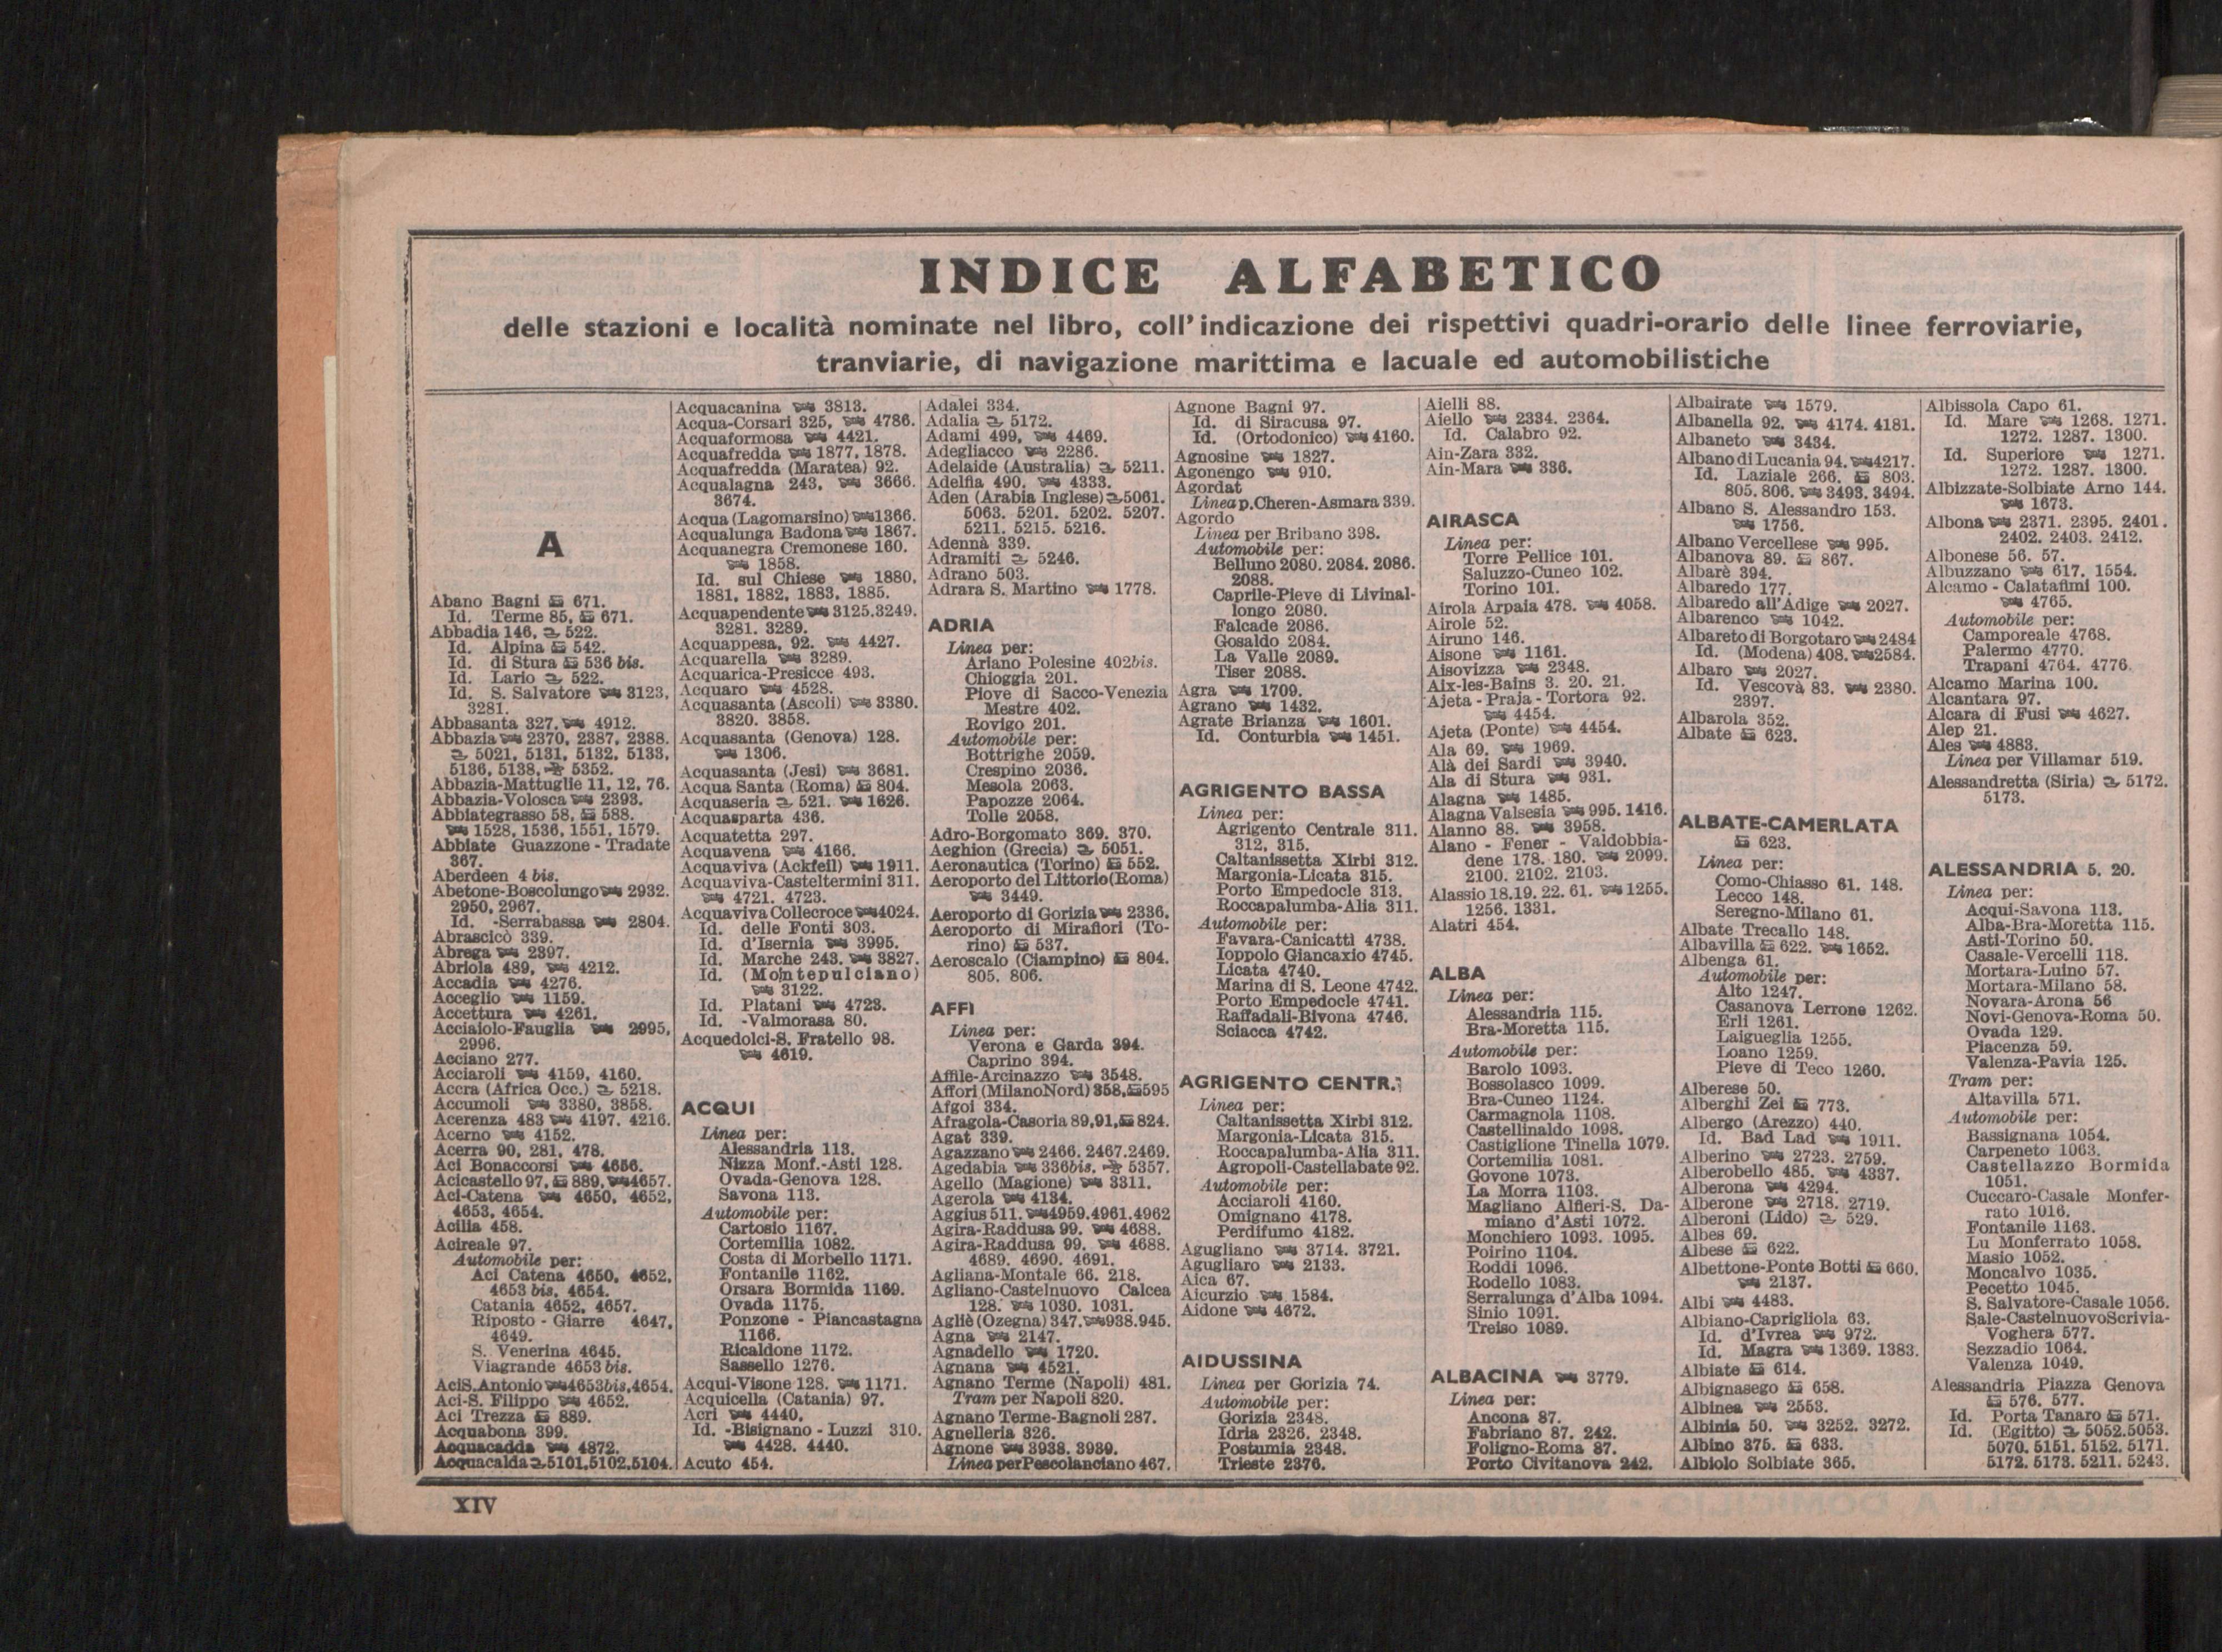 INDICE ALFABETICO
delle stazioni e località nominate nel libro, coll'indicazione dei rispettivi quadri-orario delle linee ferroviarie,
tranviarie, di navigazione marittima e lacuale ed automobilistiche
A
Abano Bagni 671.
Id. Terme 85, 671.
Abbadia 146, 522.
Id. Alpina 542.
Id. di Stura 536 bis.
Id. Lario 522.
Id. S. Salvatore 3123,
3281.
Abbasanta 327, 4912.
Abbazia 2370, 2387, 2388.
5021, 5131, 5132, 5133,
5136, 5138, 5352.
Abbazia-Mattuglie 11, 12, 76.
Abbazia-Volosca 2393.
Abbiategrasso 58, 588.
1528, 1536, 1551, 1579.
Abbiate Guazzone - Tradate
367.
Aberdeen 4 bis.
Abetone-Boscolungo 2932.
2950, 2967.
Id. -Serrabassa 2804.
Abrascicò 339.
Abrega 2397.
Abriola 489, 4212.
Accadia 4276.
Acceglio 1159.
Accettura 4261.
Acciaiolo-Fauglia 2995,
2996.
Acciano 277.
Acciaroli 4159, 4160.
Accra (Africa Occ.) 5218.
Accumoli 3380, 3858.
Acerenza 483 4197. 4216.
Acerno 4152.
Acerra 90, 281, 478.
Aci Bonaccorsi 4656.
Acicastello 97, 889, 4657.
Aci-Catena 4650, 4652,
4653, 4654.
Acilia 458.
Acireale 97.
Automobile per:
Aci Catena 4650, 4652,
4653 bis, 4654.
Catania 4652, 4657.
Riposto - Giarre 4647,
4649.
S. Venerina 4645.
Viagrande 4653 bis.
Aci S. Antonio 4653bis, 4654.
Aci-S. Filippo 4652.
Aci Trezza 889.
Acquabona 399.
Acquacadda 4872.
Acquacalda 5101,5102,5104.
Acquacanina 3813.
Acqua-Corsari 325, 4786.
Acquaformosa 4421.
Acquafredda 1877, 1878.
Acquafredda (Maratea) 92.
Acqualagna 243, 3666.
3674.
Acqua (Lagomarsino) 1366.
Acqualunga Badona 1867.
Acquanegra Cremonese 160.
1858.
Id. sul Chiese 1880,
1881, 1882, 1883, 1885.
Acquapendente 3125.3249.
3281. 3289.
Acquappesa, 92. 4427.
Acquarella 3289.
Acquarica-Presicce 493.
Acquaro 4528.
Acquasanta (Ascoli) 3380.
3820. 3858.
Acquasanta (Genova) 128.
1306.
Acquasanta (Jesi) 3681.
Acqua Santa (Roma) 804.
Acquaseria 521. 1626.
Acquasparta 436.
Acquatetta 297.
Acquavena 4166.
Acquaviva (Ackfeil) 1911.
Acquaviva-Casteltermini 311.
4721. 4723.
Acquaviva Collecroce 4024.
Id. delle Fonti 303.
Id. d'Isernia 3995.
Id. Marche 243. 3827.
Id. (Montepulciano)
3122.
Id. Platani 4723.
Id. -Valmorasa 80.
Acquedolci-S. Fratello 98.
4619.
ACQUI
Linea per:
Alessandria 113.
Nizza Monf.-Asti 128.
Ovada-Genova 128.
Savona 113.
Automobile per:
Cartosio 1167.
Cortemilia 1082.
Costa di Morbello 1171.
Fontanile 1162.
Orsara Bormida 1169.
Ovada 1175.
Ponzone - Piancastagna
1166.
Ricaldone 1172.
Sassello 1276.
Acqui-Visone 128. 1171.
Acquicella (Catania) 97.
Acri 4440,
Id. -Bisignano - Luzzi 310.
4428. 4440.
Acuto 454.
Adalei 334.
Adalia 5172.
Adami 499, 4469.
Adegliacco 2286.
Adelaide (Australia) 5211.
Adelfia 490. 4333.
Aden (Arabia Inglese) 5061.
5063. 5201. 5202. 5207.
5211. 5215. 5216.
Adennà 339.
Adramiti 5246.
Adrano 503.
Adrara S. Martino 1778.
ADRIA
Linea per:
Ariano Polesine 402bis.
Chioggia 201.
Piove di Sacco-Venezia
Mestre 402.
Rovigo 201.
Automobile per:
Bottrighe 2059.
Crespino 2036.
Mesola 2063.
Papozze 2064.
Tolle 2058.
Adro-Borgomato 369. 370.
Aeghion (Grecia) 5051.
Aeronautica (Torino) 552.
Aeroporto del Littorio(Roma)
3449.
Aeroporto di Gorizia 2336.
Aeroporto di Mirafiori (To-
rino) 537.
Aeroscalo (Ciampino) 804.
805. 806.
AFFI
Linea per:
Verona e Garda 394.
Caprino 394.
Affile-Arcinazzo 3548.
Affori (Milano Nord) 358, 595
Afgoi 334.
Afragola-Casoria 89,91, 824.
Agat 339.
Agazzano 2466. 2467.2469.
Agedabia 336bis. 5357.
Agello (Magione) 3311.
Agerola 4134.
Aggius 511. 4959.4961.4962
Agira-Raddusa 99. 4688.
Agira-Raddusa 99. 4688.
4689. 4690. 4691.
Agliana-Montale 66. 218.
Agliano-Castelnuovo Calcea
128. 1030. 1031.
Agliè (Ozegna) 347. 938.945.
Agna 2147.
Agnadello 1720.
Agnana 4521.
Agnano Terme (Napoli) 481.
Tram per Napoli 820.
Agnano Terme-Bagnoli 287.
Agnelleria 326.
Agnone 3938. 3939.
Linea per Pescolanciano 467.
Agnone Bagni 97.
Id. di Siracusa 97.
Id. (Ortodonico) 4160.
Agnosine 1827.
Agonengo 910.
Agordat
Linea p.Cheren-Asmara 339.
Agordo
Linea per Bribano 398.
Automobile per:
Belluno 2080. 2084. 2086.
2088.
Caprile-Pieve di Livinal-
longo 2080.
Falcade 2086.
Gosaldo 2084.
La Valle 2089.
Tiser 2088.
Agra 1709.
Agrano 1432.
Agrate Brianza 1601.
Id. Conturbia 1451.
AGRIGENTO BASSA
Linea per:
Agrigento Centrale 311.
312, 315.
Caltanissetta Xirbi 312.
Margonia-Licata 315.
Porto Empedocle 313.
Roccapalumba-Alia 311.
Automobile per:
Favara-Canicattì 4738.
Ioppolo Giancaxio 4745.
Licata 4740.
Marina di S. Leone 4742.
Porto Empedocle 4741.
Raffadali-Bivona 4746.
Sciacca 4742.
AGRIGENTO CENTR.
Linea per:
Caltanissetta Xirbi 312.
Margonia-Licata 315.
Roccapalumba-Alia 311.
Agropoli-Castellabate 92.
Automobile per:
Acciaroli 4160.
Omignano 4178.
Perdifumo 4182.
Agugliano 3714. 3721.
Agugliaro 2133.
Aica 67.
Aicurzio 1584.
Aidone 4672.
AIDUSSINA
Linea per Gorizia 74.
Automobile per:
Gorizia 2348.
Idria 2326. 2348.
Postumia 2348.
Trieste 2376.
Aielli 88.
Aiello 2334. 2364.
Id. Calabro 92.
Ain-Zara 332.
Ain-Mara 336.
AIRASCA
Linea per:
Torre Pellice 101.
Saluzzo-Cuneo 102.
Torino 101.
Airola Arpaia 478. 4058.
Airole 52.
Airuno 146.
Aisone 1161.
Aisovizza 2348.
Aix-les-Bains 3. 20. 21.
Ajeta - Praja - Tortora 92.
4454.
Ajeta (Ponte) 4454.
Ala 69. 1969.
Alà dei Sardi 3940.
Ala di Stura 931.
Alagna 1485.
Alagna Valsesia 995. 1416.
Alanno 88. 3958.
Alano - Fener - Valdobbia-
dene 178. 180. 2099.
2100. 2102. 2103.
Alassio 18.19. 22. 61. 1255.
1256. 1331.
Alatri 454.
ALBA
Linea per:
Alessandria 115.
Bra-Moretta 115.
Automobile per:
Barolo 1093.
Bossolasco 1099.
Bra-Cuneo 1124.
Carmagnola 1108.
Castellinaldo 1098.
Castiglione Tinella 1079.
Cortemilia 1081.
Govone 1073.
La Morra 1103.
Magliano Alfieri-S. Da-
miano d'Asti 1072.
Monchiero 1093. 1095.
Poirino 1104.
Roddi 1096.
Rodello 1083.
Serralunga d'Alba 1094.
Sinio 1091.
Treiso 1089.
ALBACINA 3779.
Linea per:
Ancona 87.
Fabriano 87. 242.
Foligno-Roma 87.
Porto Civitanova 242.
Albairate 1579.
Albanella 92. 4174. 4181.
Albaneto 3434.
Albano di Lucania 94. 4217.
Id. Laziale 266. 803.
805. 806. 3493. 3494.
Albano S. Alessandro 153.
1756.
Albano Vercellese 995.
Albanova 89. 867.
Albarè 394.
Albaredo 177.
Albaredo all'Adige 2027.
Albarenco 1042.
Albareto di Borgotaro 2484
Id. (Modena) 408. 2584.
Albaro 2027.
Id. Vescovà 83. 2380.
2397.
Albarola 352.
Albate 623.
ALBATE-CAMERLATA
623.
Linea per:
Como-Chiasso 61. 148.
Lecco 148.
Seregno-Milano 61.
Albate Trecallo 148.
Albavilla 622. 1652.
Albenga 61.
Automobile per:
Alto 1247.
Casanova Lerrone 1262.
Erli 1261.
Laigueglia 1255.
Loano 1259.
Pieve di Teco 1260.
Alberese 50.
Alberghi Zei 773.
Albergo (Arezzo) 440.
Id. Bad Lad 1911.
Alberino 2723. 2759.
Alberobello 485. 4337.
Alberona 4294.
Alberone 2718. 2719.
Alberoni (Lido) 529.
Albes 69.
Albese 622.
Albettone-Ponte Botti 660.
2137.
Albi 4483.
Albiano-Caprigliola 63.
Id. d'Ivrea 972.
Id. Magra 1369. 1383.
Albiate 614.
Albignasego 658.
Albinea 2553.
Albinia 50. 3252. 3272.
Albino 375. 633.
Albiolo Solbiate 365.
Albissola Capo 61.
Id. Mare 1268. 1271.
1272. 1287. 1300.
Id. Superiore 1271.
1272. 1287. 1300.
Albizzate-Solbiate Arno 144.
1673.
Albona 2371. 2395. 2401.
2402. 2403. 2412.
Albonese 56. 57.
Albuzzano 617. 1554.
Alcamo - Calatafimi 100.
4765.
Automobile per:
Camporeale 4768.
Palermo 4770.
Trapani 4764. 4776.
Alcamo Marina 100.
Alcantara 97.
Alcara di Fusi 4627.
Alep 21.
Ales 4883.
Linea per Villamar 519.
Alessandretta (Siria) 5172.
5173.
ALESSANDRIA 5. 20.
Linea per:
Acqui-Savona 113.
Alba-Bra-Moretta 115.
Asti-Torino 50.
Casale-Vercelli 118.
Mortara-Luino 57.
Mortara-Milano 58.
Novara-Arona 56
Novi-Genova-Roma 50.
Ovada 129.
Piacenza 59.
Valenza-Pavia 125.
Tram per:
Altavilla 571.
Automobile per:
Bassignana 1054.
Carpeneto 1063.
Castellazzo Bormida
1051.
Cuccaro-Casale Monfer-
rato 1016.
Fontanile 1163.
Lu Monferrato 1058.
Masio 1052.
Moncalvo 1035.
Pecetto 1045.
S. Salvatore-Casale 1056.
Sale-CastelnuovoScrivia-
Voghera 577.
Sezzadio 1064.
Valenza 1049.
Alessandria Piazza Genova
576. 577.
Id. Porta Tanaro 571.
Id. (Egitto) 5052.5053.
5070. 5151. 5152. 5171.
5172. 5173. 5211. 5243.
XIV